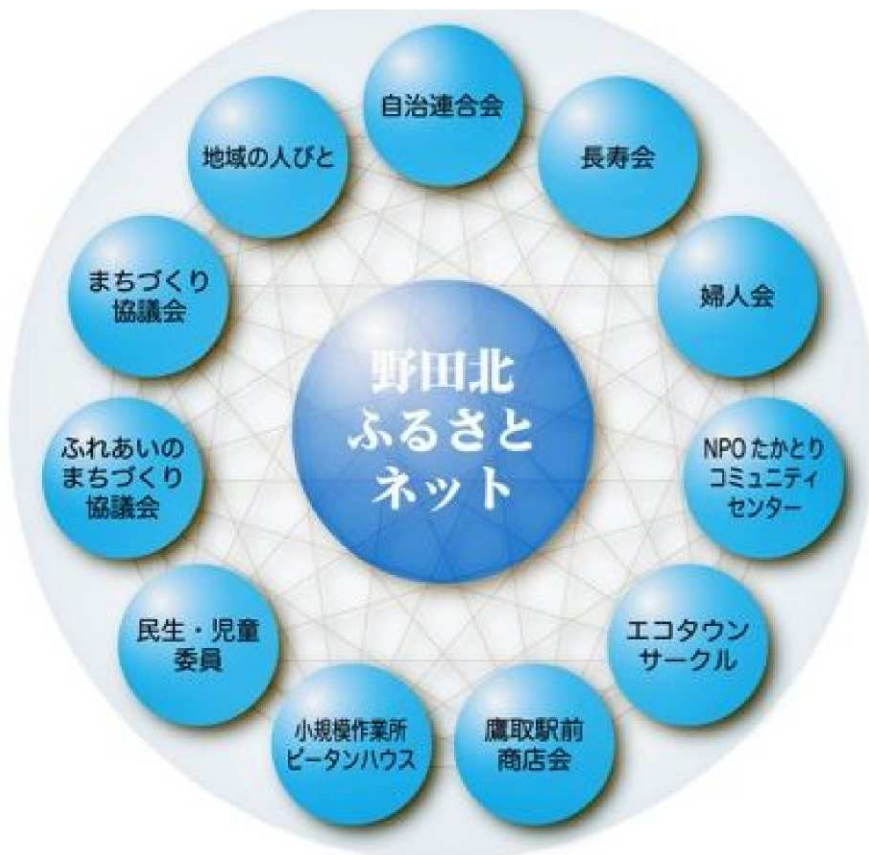 自治連合会
長寿会
婦人会
NPOたかとり
コミュニティ
センター
エコタウン
サークル
鷹取駅前
商店会
小規模作業所
ピータンハウス
民生・児童
委員
ふれあいの
まちづくり
協議会
まちづくり
協議会
地域の人びと
野田北
ふるさと
ネット